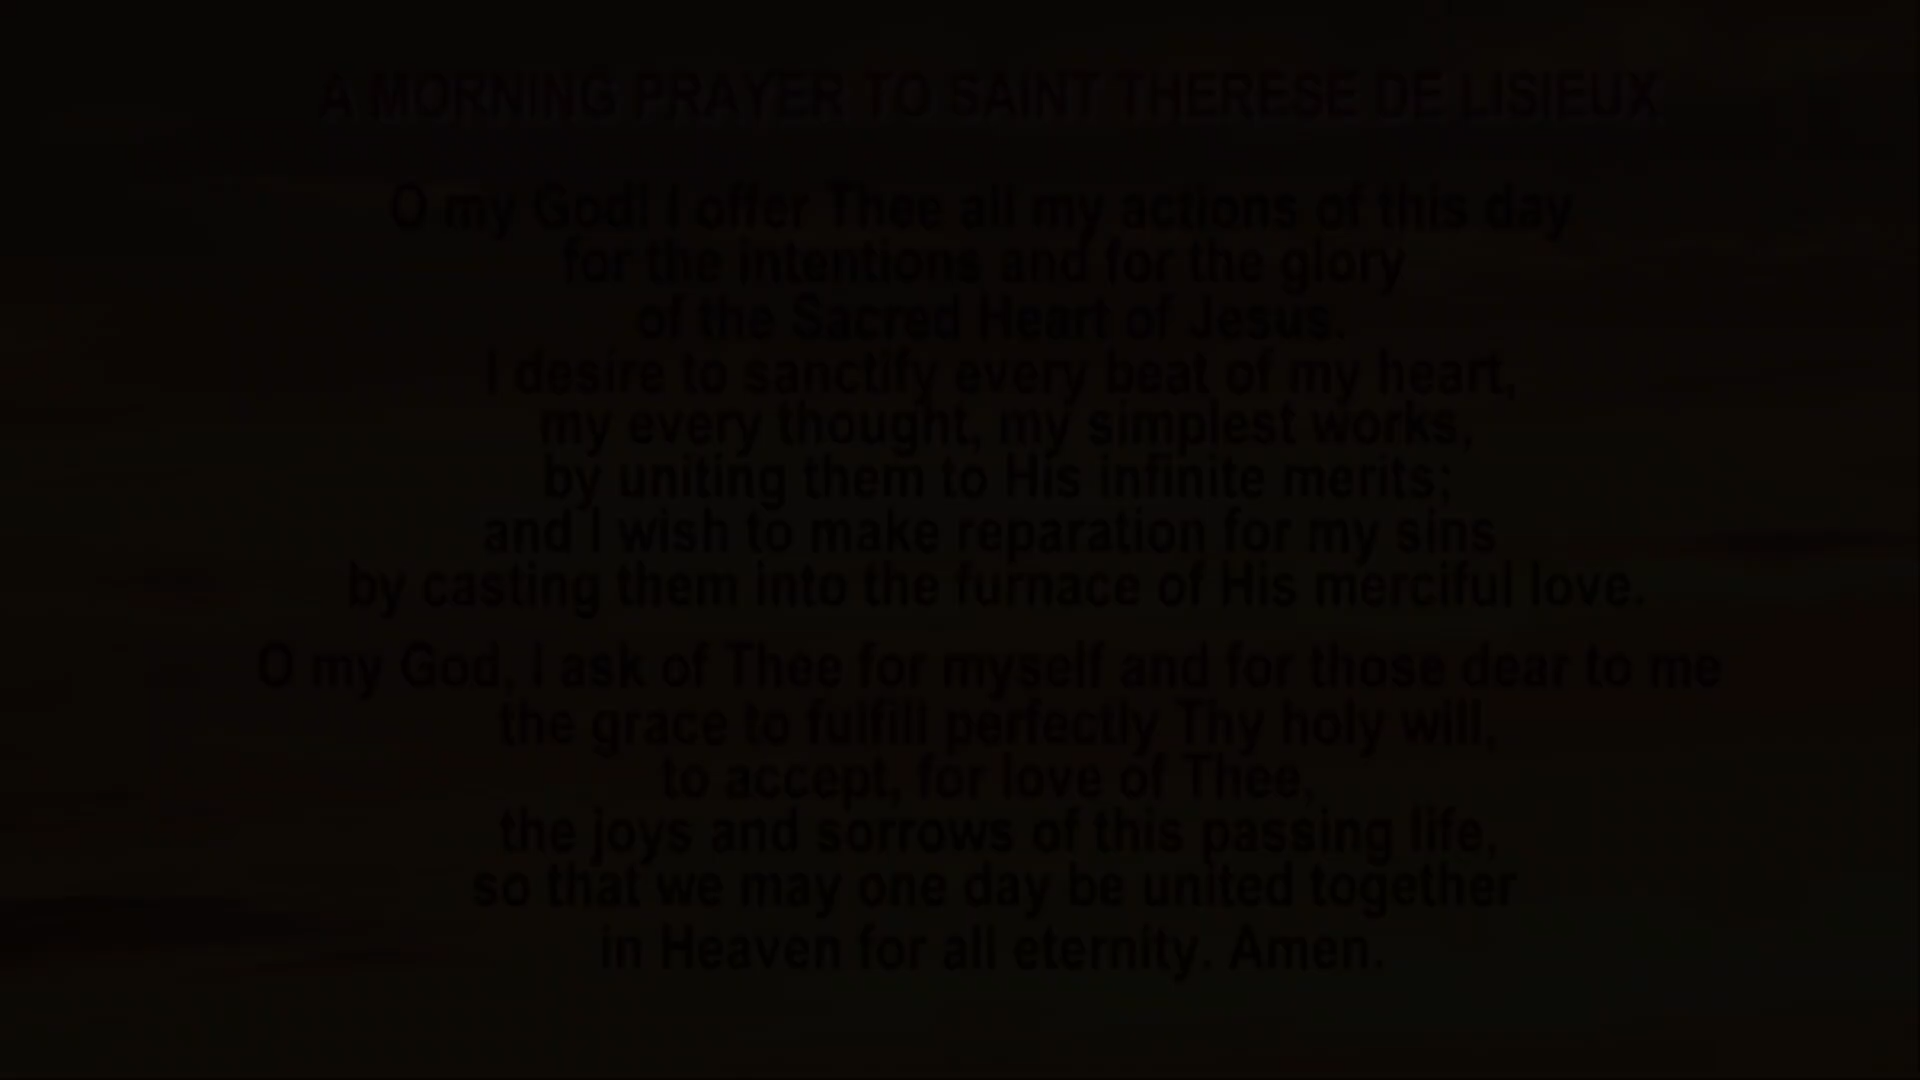 A MORNING PRAYER TO SAINT THERESE DE LISIEUX
O my God! I offer Thee all my actions of this day
for the intentions and for the glory
of the Sacred Heart of Jesus.
I desire to sanctify every beat of my heart,
my every thought, my simplest works,
by uniting them to His infinite merits;
and I wish to make reparation for my sins
by casting them into the furnace of His merciful love.
O my God, I ask of Thee for myself and for those dear to me
the grace to fulfill perfectly Thy holy will,
to accept, for love of Thee,
the joys and sorrows of this passing life,
so that we may one day be united together
in Heaven for all eternity. Amen.